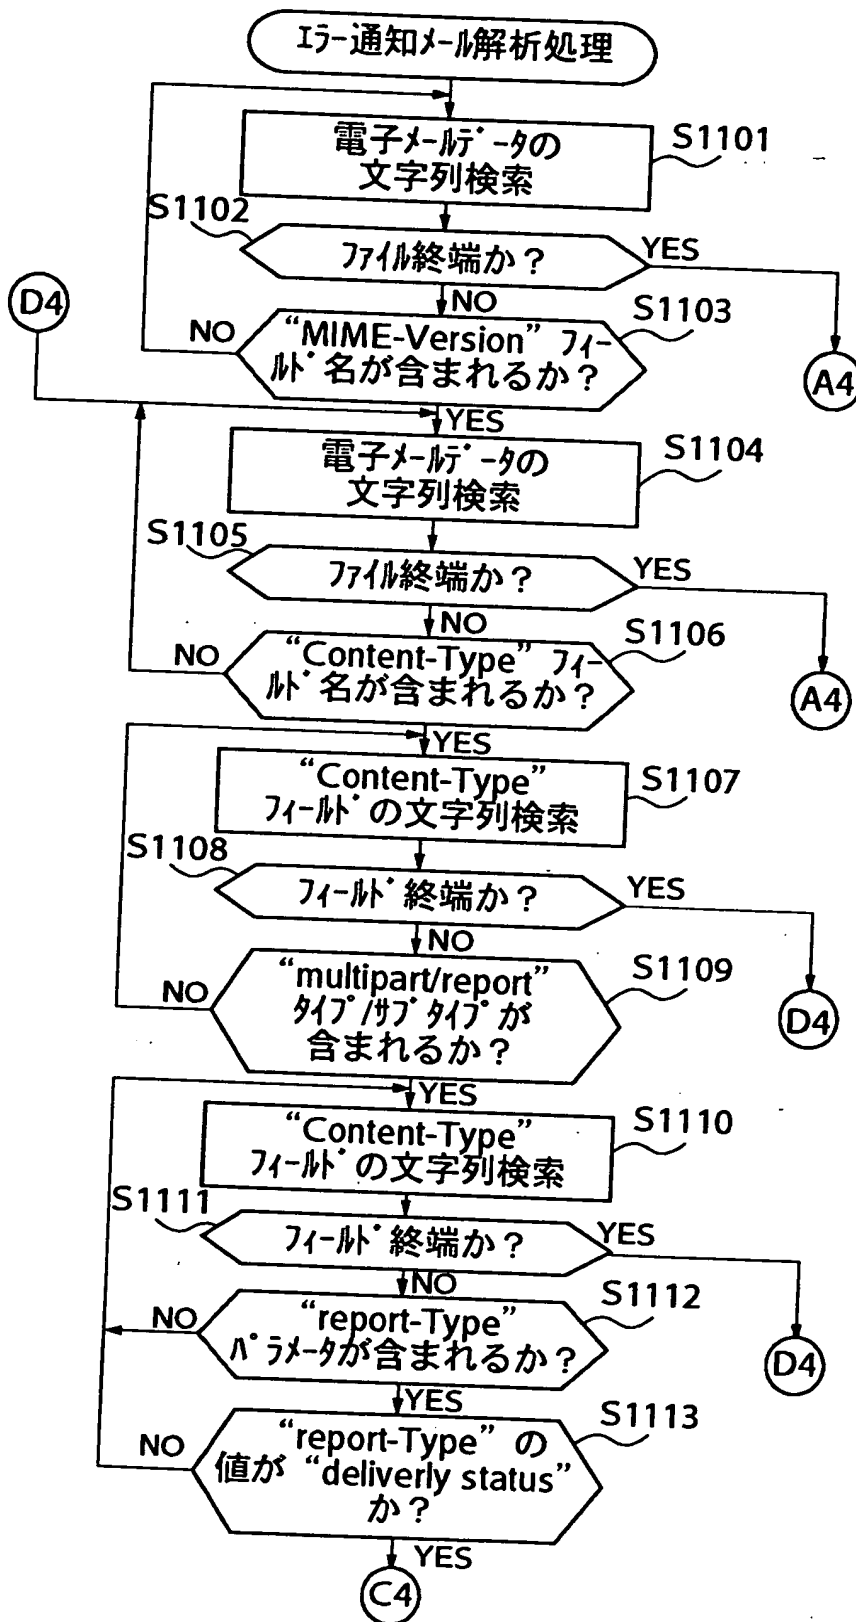 エラー通知メール解析処理
電子メールデータの
文字列検索
S1101
S1102
ファイル終端か？
YES
D4
NO
S1103
NO
“MIME-Version” フィー
ルド名が含まれるか？
A4
YES
電子メールデータの
文字列検索
S1104
S1105
ファイル終端か？
YES
NO
S1106
NO
“Content-Type” フィー
ルド名が含まれるか？
A4
YES
“Content-Type”
フィールドの文字列検索
S1107
S1108
フィールド終端か？
YES
NO
S1109
NO
“multipart/report”
タイプ/サブタイプが
含まれるか？
D4
YES
“Content-Type”
フィールドの文字列検索
S1110
S1111
フィールド終端か？
YES
NO
S1112
NO
“report-Type”
パラメータが含まれるか？
D4
YES
S1113
NO
“report-Type” の
値が “deliverly status”
か？
YES
C4